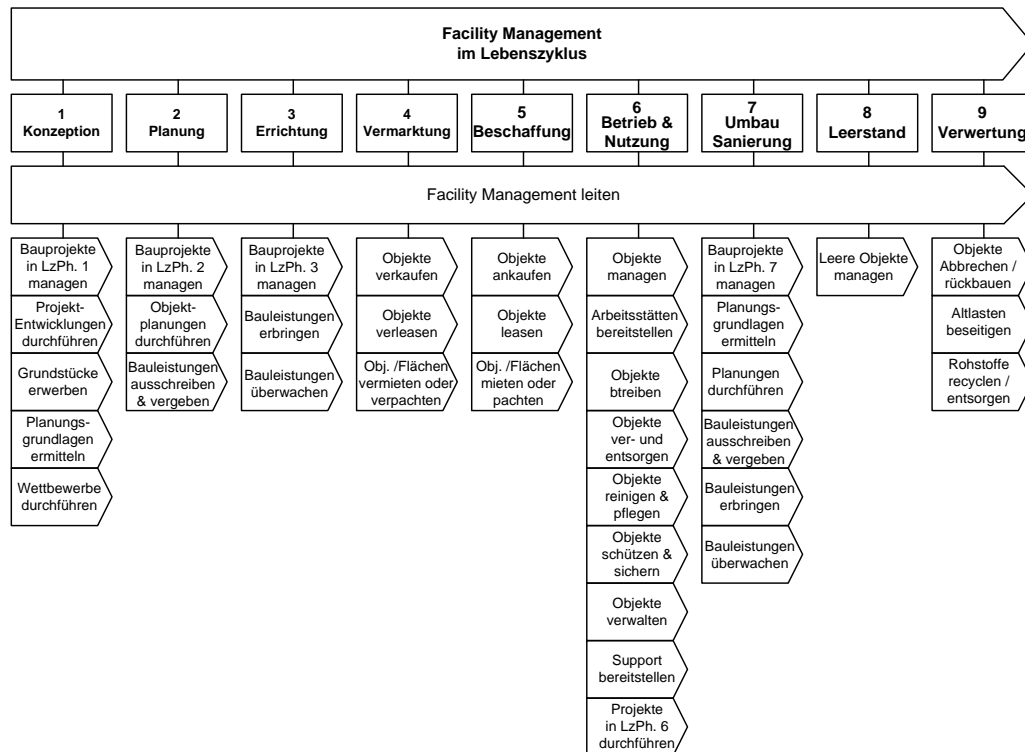 Facility Management
im Lebenszyklus
1
Konzeption
2
Planung
3
Errichtung
4
Vermarktung
5
Beschaffung
6
Betrieb &
Nutzung
7
Umbau
Sanierung
8
Leerstand
9
Verwertung
Facility Management leiten
Bauprojekte
in LzPh. 1
managen
Projekt-
Entwicklungen
durchführen
Grundstücke
erwerben
Planungs-
grundlagen
ermitteln
Wettbewerbe
durchführen
Bauprojekte
in LzPh. 2
managen
Objekt-
planungen
durchführen
Bauleistungen
ausschreiben
& vergeben
Bauprojekte
in LzPh. 3
managen
Bauleistungen
erbringen
Bauleistungen
überwachen
Objekte
verkaufen
Objekte
verleasen
Obj. /Flächen
vermieten oder
verpachten
Objekte
ankaufen
Objekte
leasen
Obj. /Flächen
mieten oder
pachten
Objekte
managen
Arbeitsstätten
bereitstellen
Objekte
btreiben
Objekte
ver- und
entsorgen
Objekte
reinigen &
pflegen
Objekte
schützen &
sichern
Objekte
verwalten
Support
bereitstellen
Projekte
in LzPh. 6
durchführen
Bauprojekte
in LzPh. 7
managen
Planungs-
grundlagen
ermitteln
Planungen
durchführen
Bauleistungen
ausschreiben
& vergeben
Bauleistungen
erbringen
Bauleistungen
überwachen
Leere Objekte
managen
Objekte
Abbrechen /
rückbauen
Altlasten
beseitigen
Rohstoffe
recyclen /
entsorgen